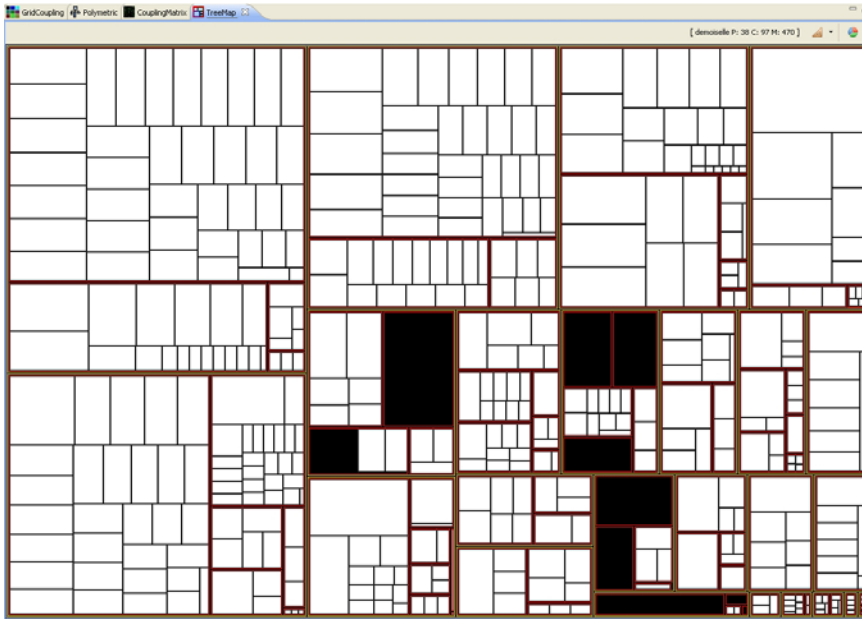 GridCoupling Polymetric CouplingMatrix TreeMap
[ demoiselle P: 38 C: 97 M: 470 ]